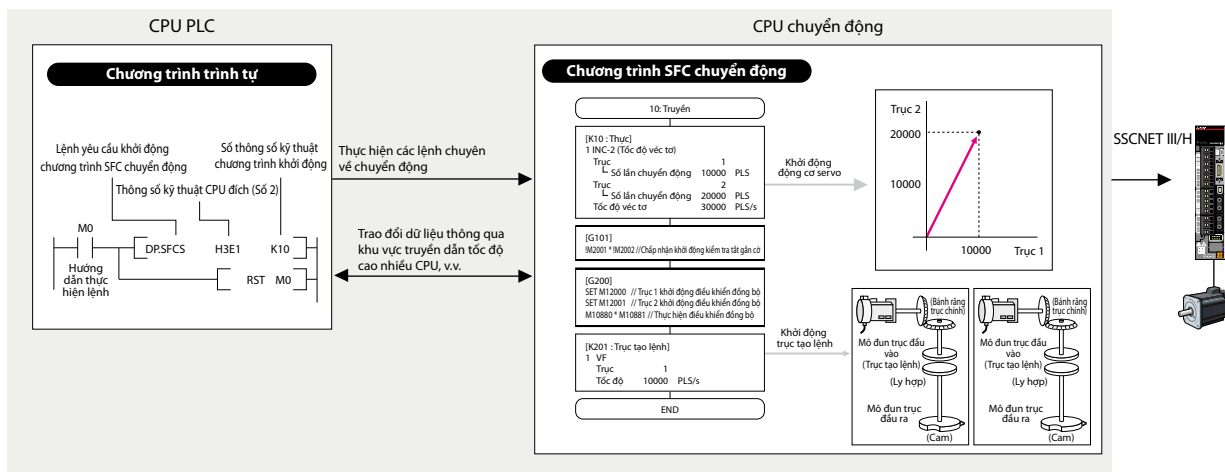 CPU PLC
Chương trình trình tự
Lệnh yêu cầu khởi động
chương trình SFC chuyển động
Số thông số kỹ thuật
chương trình khởi động
Thông số kỹ thuật CPU đích (Số 2)
M0
DP.SFCS H3E1 K10
Hướng
dẫn thực
hiện lệnh
RST M0
Thực hiện các lệnh chuyên
về chuyển động
Trao đổi dữ liệu thông qua
khu vực truyền dẫn tốc độ
cao nhiều CPU, v.v.
CPU chuyển động
Chương trình SFC chuyển động
10: Truyền
[K10 : Thực]
1 INC-2 (Tốc độ véc tơ)
Trục 1
Số lần chuyển động 10000 PLS
Trục 2
Số lần chuyển động 20000 PLS
Tốc độ véc tơ 30000 PLS/s
[G101]
!M2001 * !M2002 //Chấp nhận khởi động kiểm tra tắt gắn cờ
[G200]
SET M12000 // Trục 1 khởi động điều khiển đồng bộ
SET M12001 // Trục 2 khởi động điều khiển đồng bộ
M10880 * M10881 // Thực hiện điều khiển đồng bộ
[K201 : Trục tạo lệnh]
1 VF
Trục 1
Tốc độ 10000 PLS/s
END
Khởi động
động cơ servo
Trục 2
20000
10000
10000 Trục 1
Khởi động
trục tạo lệnh
(Bánh răng
trục chính)
Mô đun trục đầu
vào
(Trục tạo lệnh)
(Ly hợp)
Mô đun trục
đầu ra
(Cam)
(Bánh răng
trục chính)
Mô đun trục đầu
vào
(Trục tạo lệnh)
(Ly hợp)
Mô đun trục
đầu ra
(Cam)
SSCNET III/H